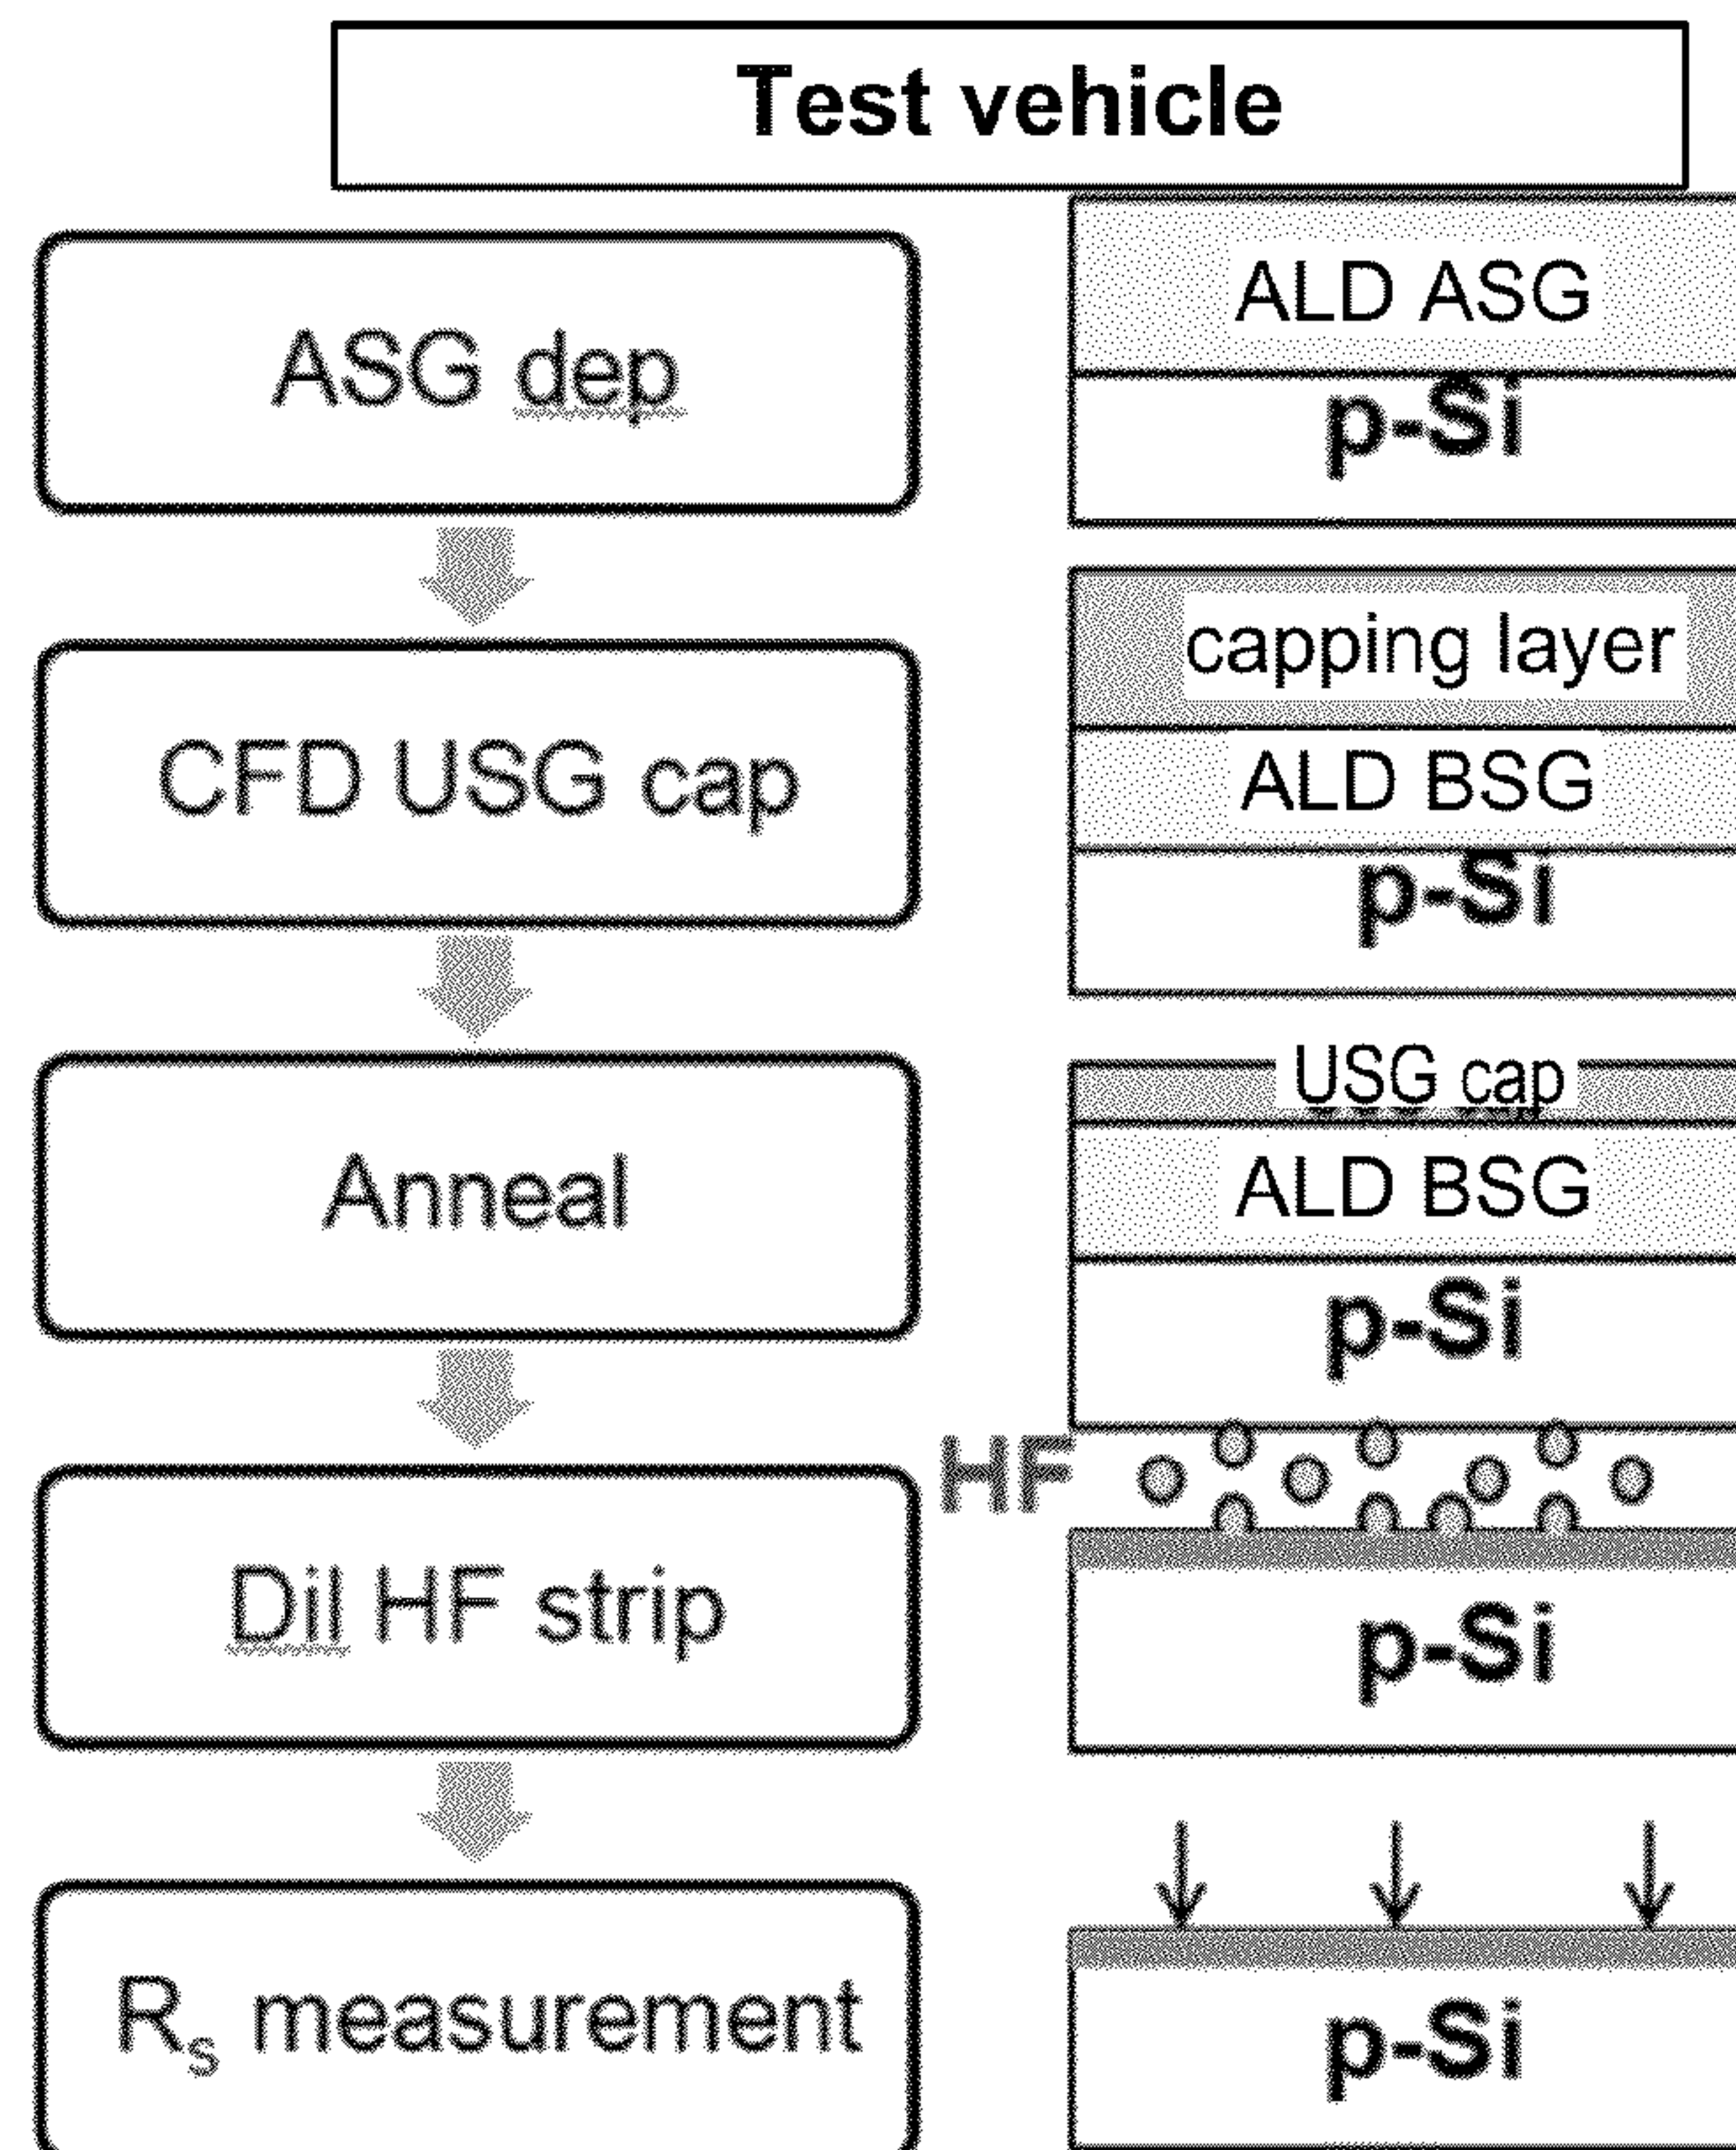 Test vehicle
ASG dep
ALD ASG
p-Si
CFD USG cap
capping layer
ALD BSG
p-Si
Anneal
USG cap
ALD BSG
p-Si
Dil HF strip
HF
p-Si
Rs measurement
p-Si